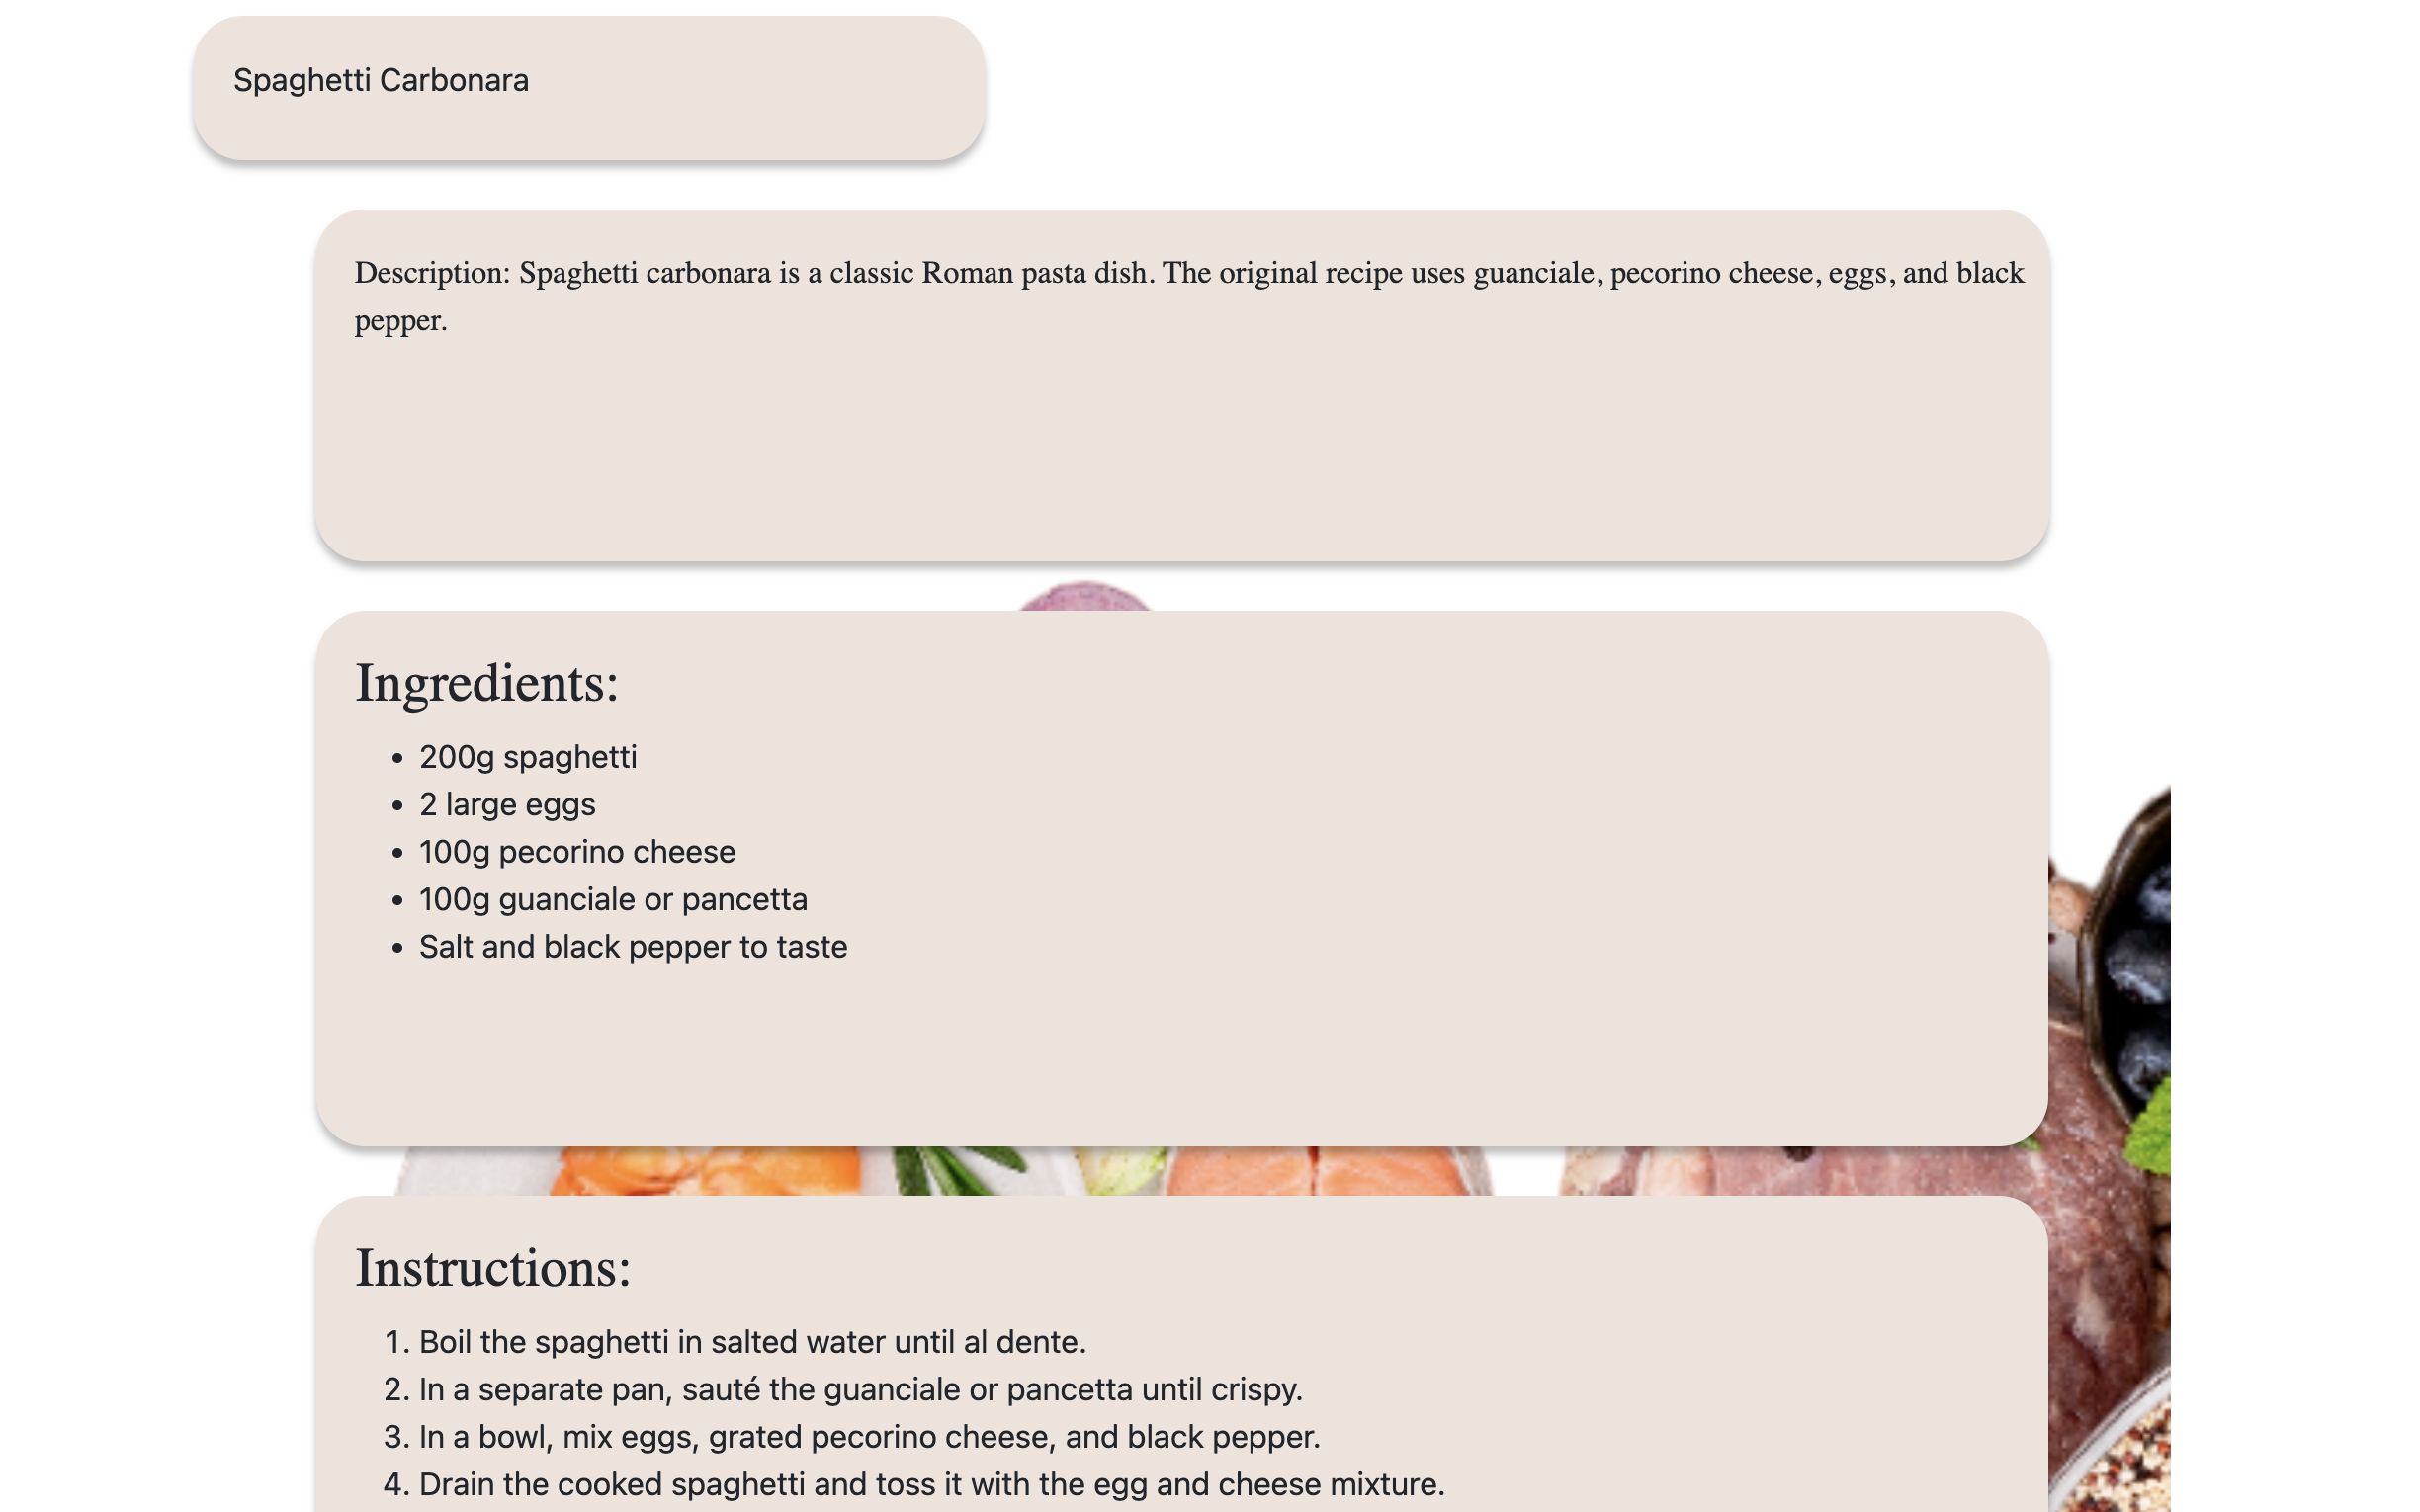 Spaghetti Carbonara
Description: Spaghetti carbonara is a classic Roman pasta dish. The original recipe uses guanciale, pecorino cheese, eggs, and black
pepper.
Ingredients:
• 200g spaghetti
• 2 large eggs
• 100g pecorino cheese
• 100g guanciale or pancetta
• Salt and black pepper to taste
Instructions:
1. Boil the spaghetti in salted water until al dente.
2. In a separate pan, sauté the guanciale or pancetta until crispy.
3. In a bowl, mix eggs, grated pecorino cheese, and black pepper.
4. Drain the cooked spaghetti and toss it with the egg and cheese mixture.